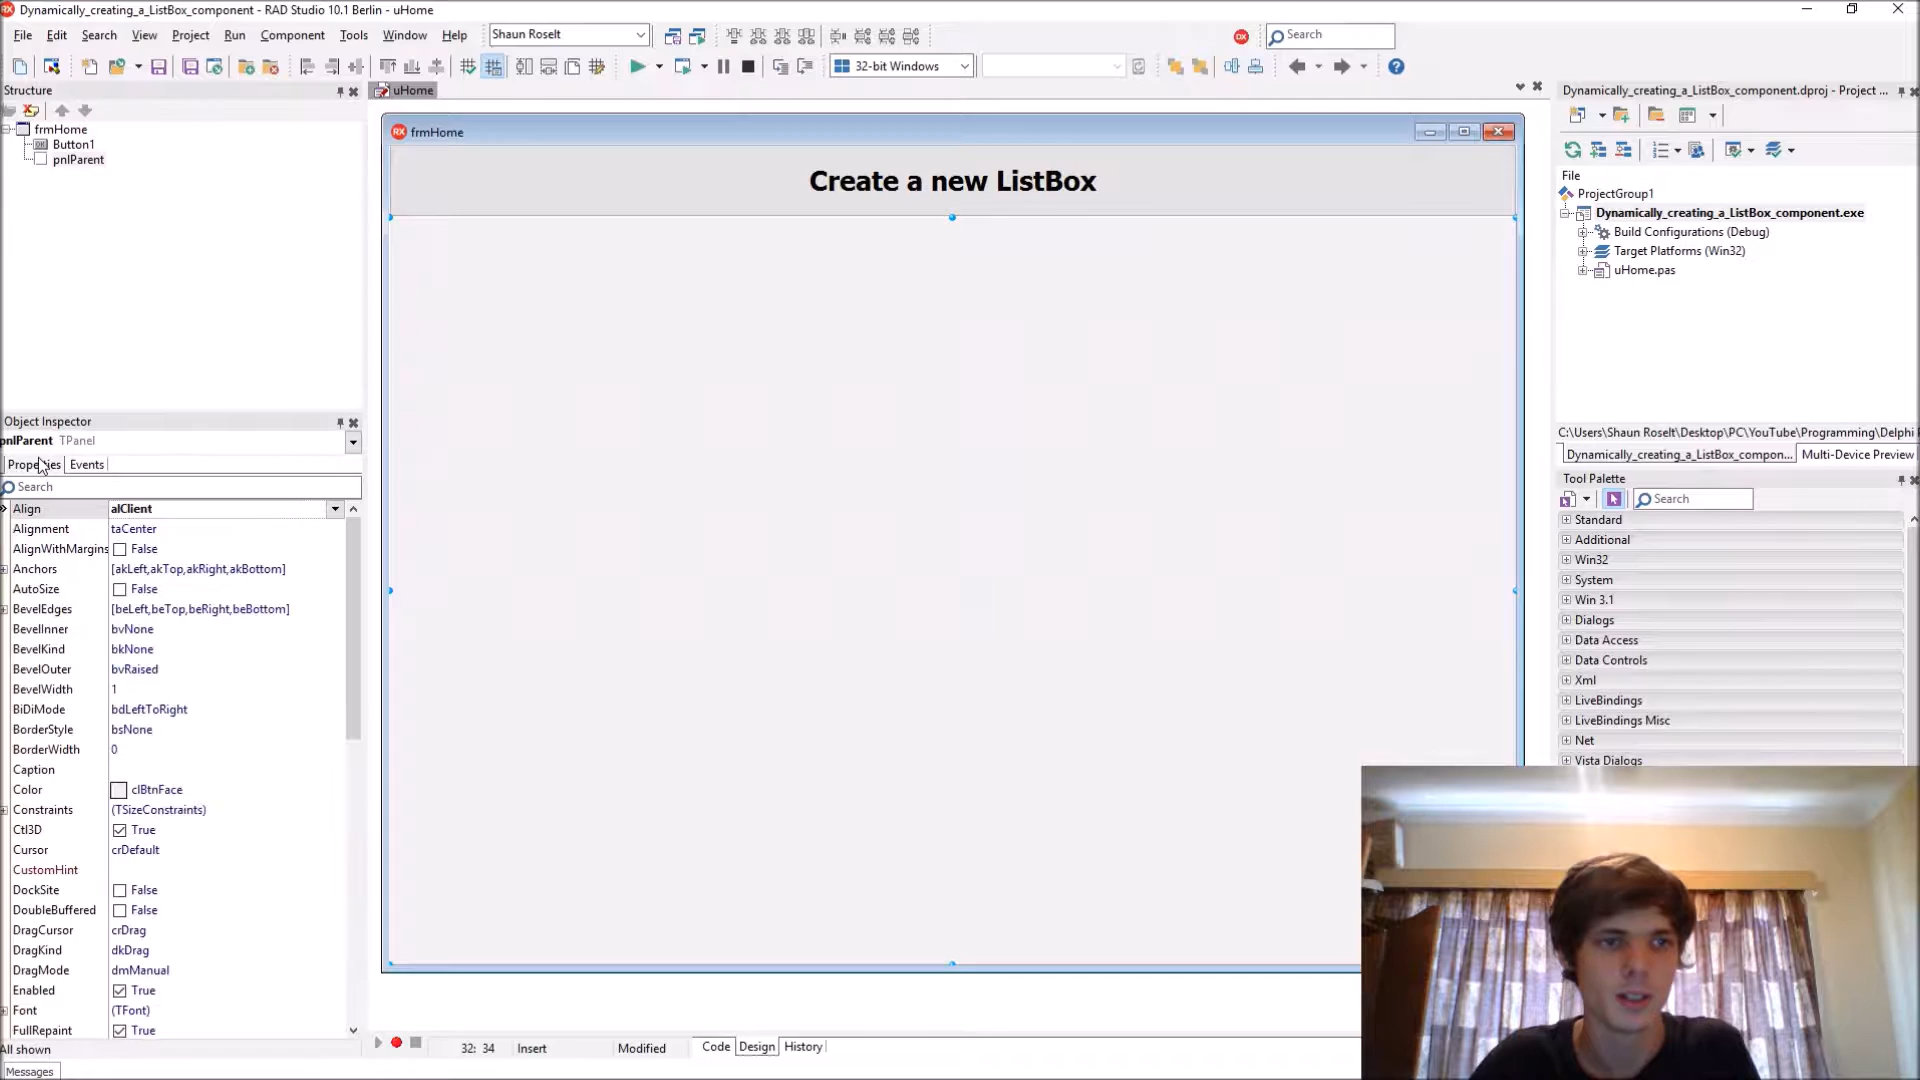 Dynamically_creating_a_ListBox_component - RAD Studio 10.1 Berlin - uHome
File Edit Search View Project Run Component Tools Window Help
Shaun Roselt
Search
32-bit Windows
Structure
frmHome
Button1
pnlParent
uHome
frmHome
Create a new ListBox
Dynamically_creating_a_ListBox_component.dproj - Project ...
File
ProjectGroup1
Dynamically_creating_a_ListBox_component.exe
Build Configurations (Debug)
Target Platforms (Win32)
uHome.pas
C:\Users\Shaun Roselt\Desktop\PC\YouTube\Programming\Delphi
Dynamically_creating_a_ListBox_compon... Multi-Device Preview
Object Inspector
pnlParent TPanel
Properties Events
Search
Align alClient
Alignment taCenter
AlignWithMargins False
Anchors [akLeft,akTop,akRight,akBottom]
AutoSize False
BevelEdges [beLeft,beTop,beRight,beBottom]
BevelInner bvNone
BevelKind bkNone
BevelOuter bvRaised
BevelWidth 1
BiDiMode bdLeftToRight
BorderStyle bsNone
BorderWidth 0
Caption
Color clBtnFace
Constraints (TSizeConstraints)
Ctl3D True
Cursor crDefault
CustomHint
DockSite False
DoubleBuffered False
DragCursor crDrag
DragKind dkDrag
DragMode dmManual
Enabled True
Font (TFont)
FullRepaint True
All shown
Messages
Tool Palette
Search
Standard
Additional
Win32
System
Win 3.1
Dialogs
Data Access
Data Controls
Xml
LiveBindings
LiveBindings Misc
Net
Vista Dialogs
32: 34 Insert Modified Code Design History